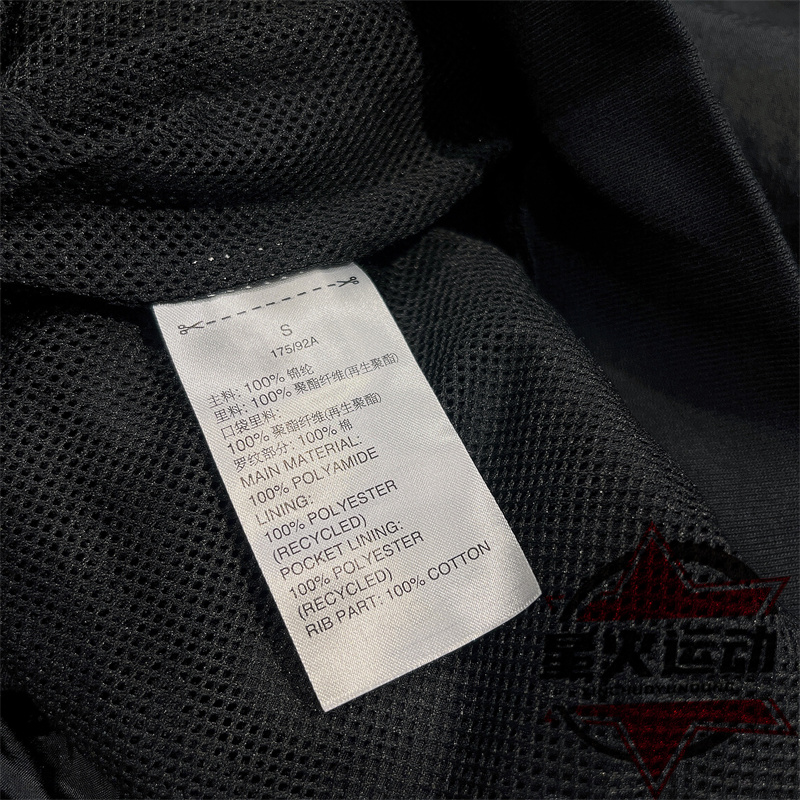 S
175/92A
主料: 100% 锦纶
里料: 100% 聚酯纤维(再生聚酯)
口袋里料:
100% 聚酯纤维(再生聚酯)
罗纹部分: 100% 棉
MAIN MATERIAL:
100% POLYAMIDE
LINING:
100% POLYESTER
(RECYCLED)
POCKET LINING:
100% POLYESTER
(RECYCLED)
RIB PART: 100% COTTON
星火运动